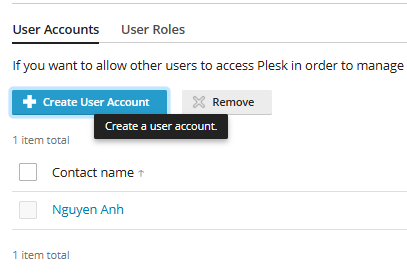 User Accounts User Roles
If you want to allow other users to access Plesk in order to manage
Create User Account Remove
Create a user account.
1 item total
Contact name ↑
Nguyen Anh
1 item total